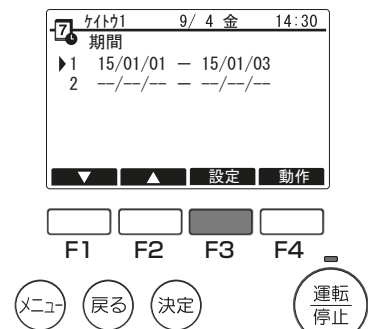 7 ｹｲﾄｳ1 9/ 4 金 14:30
期間
1 15/01/01 － 15/01/03
2 --/--/-- － --/--/--
▼ ▲ 設定 動作
F1 F2 F3 F4
メニュー 戻る 決定 運転
停止